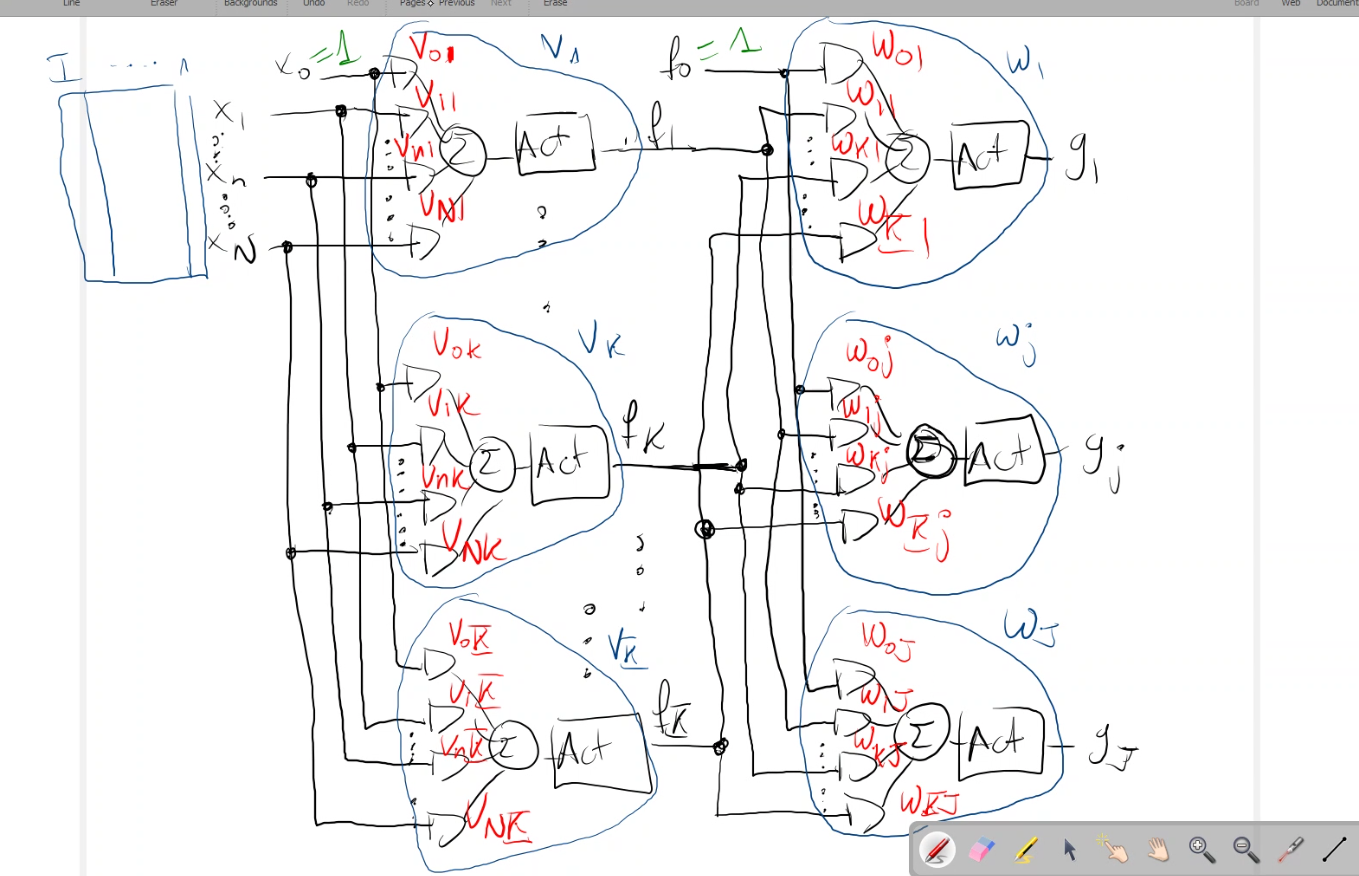 Line Eraser Backgrounds Undo Redo Pages Previous Next Erase Board Web Document
I .... 1
x0 = 1
x1
xn
xN
V01
V11
Vn1
VN1
V1
Σ
Act
f1
V0K
V1K
VnK
VNK
VK
Σ
Act
fK
V0K
V1K
VnK
VNK
VK
Σ
Act
fK
f0 = 1
W01
W11
WK1
WK1
W1
Σ
Act
g1
W0j
W1j
WKj
WKj
Wj
Σ
Act
gj
W0J
W1J
WKJ
WKJ
WJ
Σ
Act
gJ